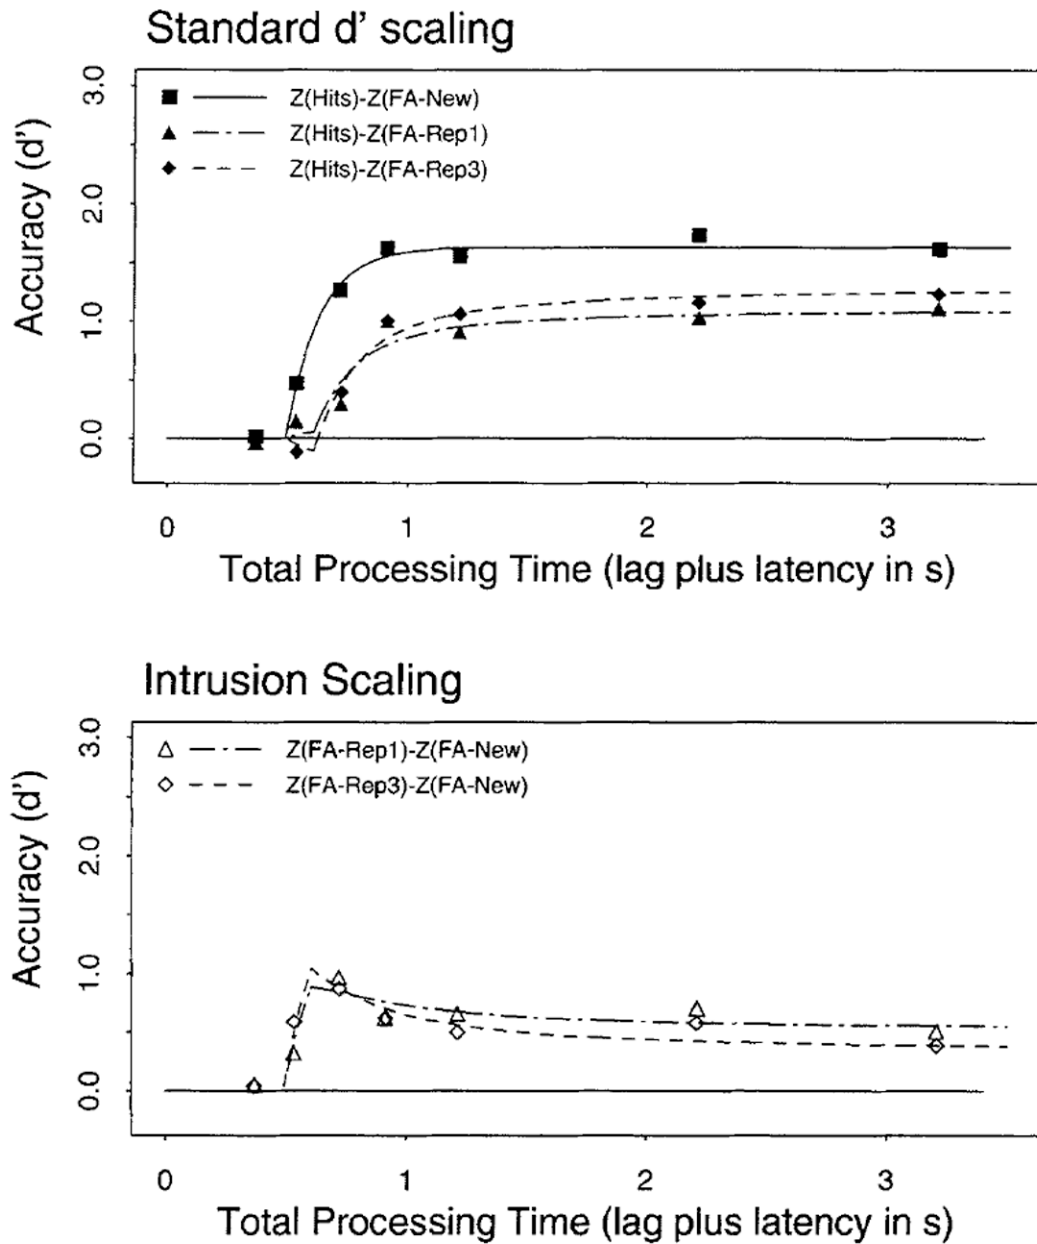 Standard d' scaling
3.0
2.0
1.0
0.0
Accuracy (d')
Z(Hits)-Z(FA-New)
Z(Hits)-Z(FA-Rep1)
Z(Hits)-Z(FA-Rep3)
0 1 2 3
Total Processing Time (lag plus latency in s)
Intrusion Scaling
3.0
2.0
1.0
0.0
Accuracy (d')
Z(FA-Rep1)-Z(FA-New)
Z(FA-Rep3)-Z(FA-New)
0 1 2 3
Total Processing Time (lag plus latency in s)